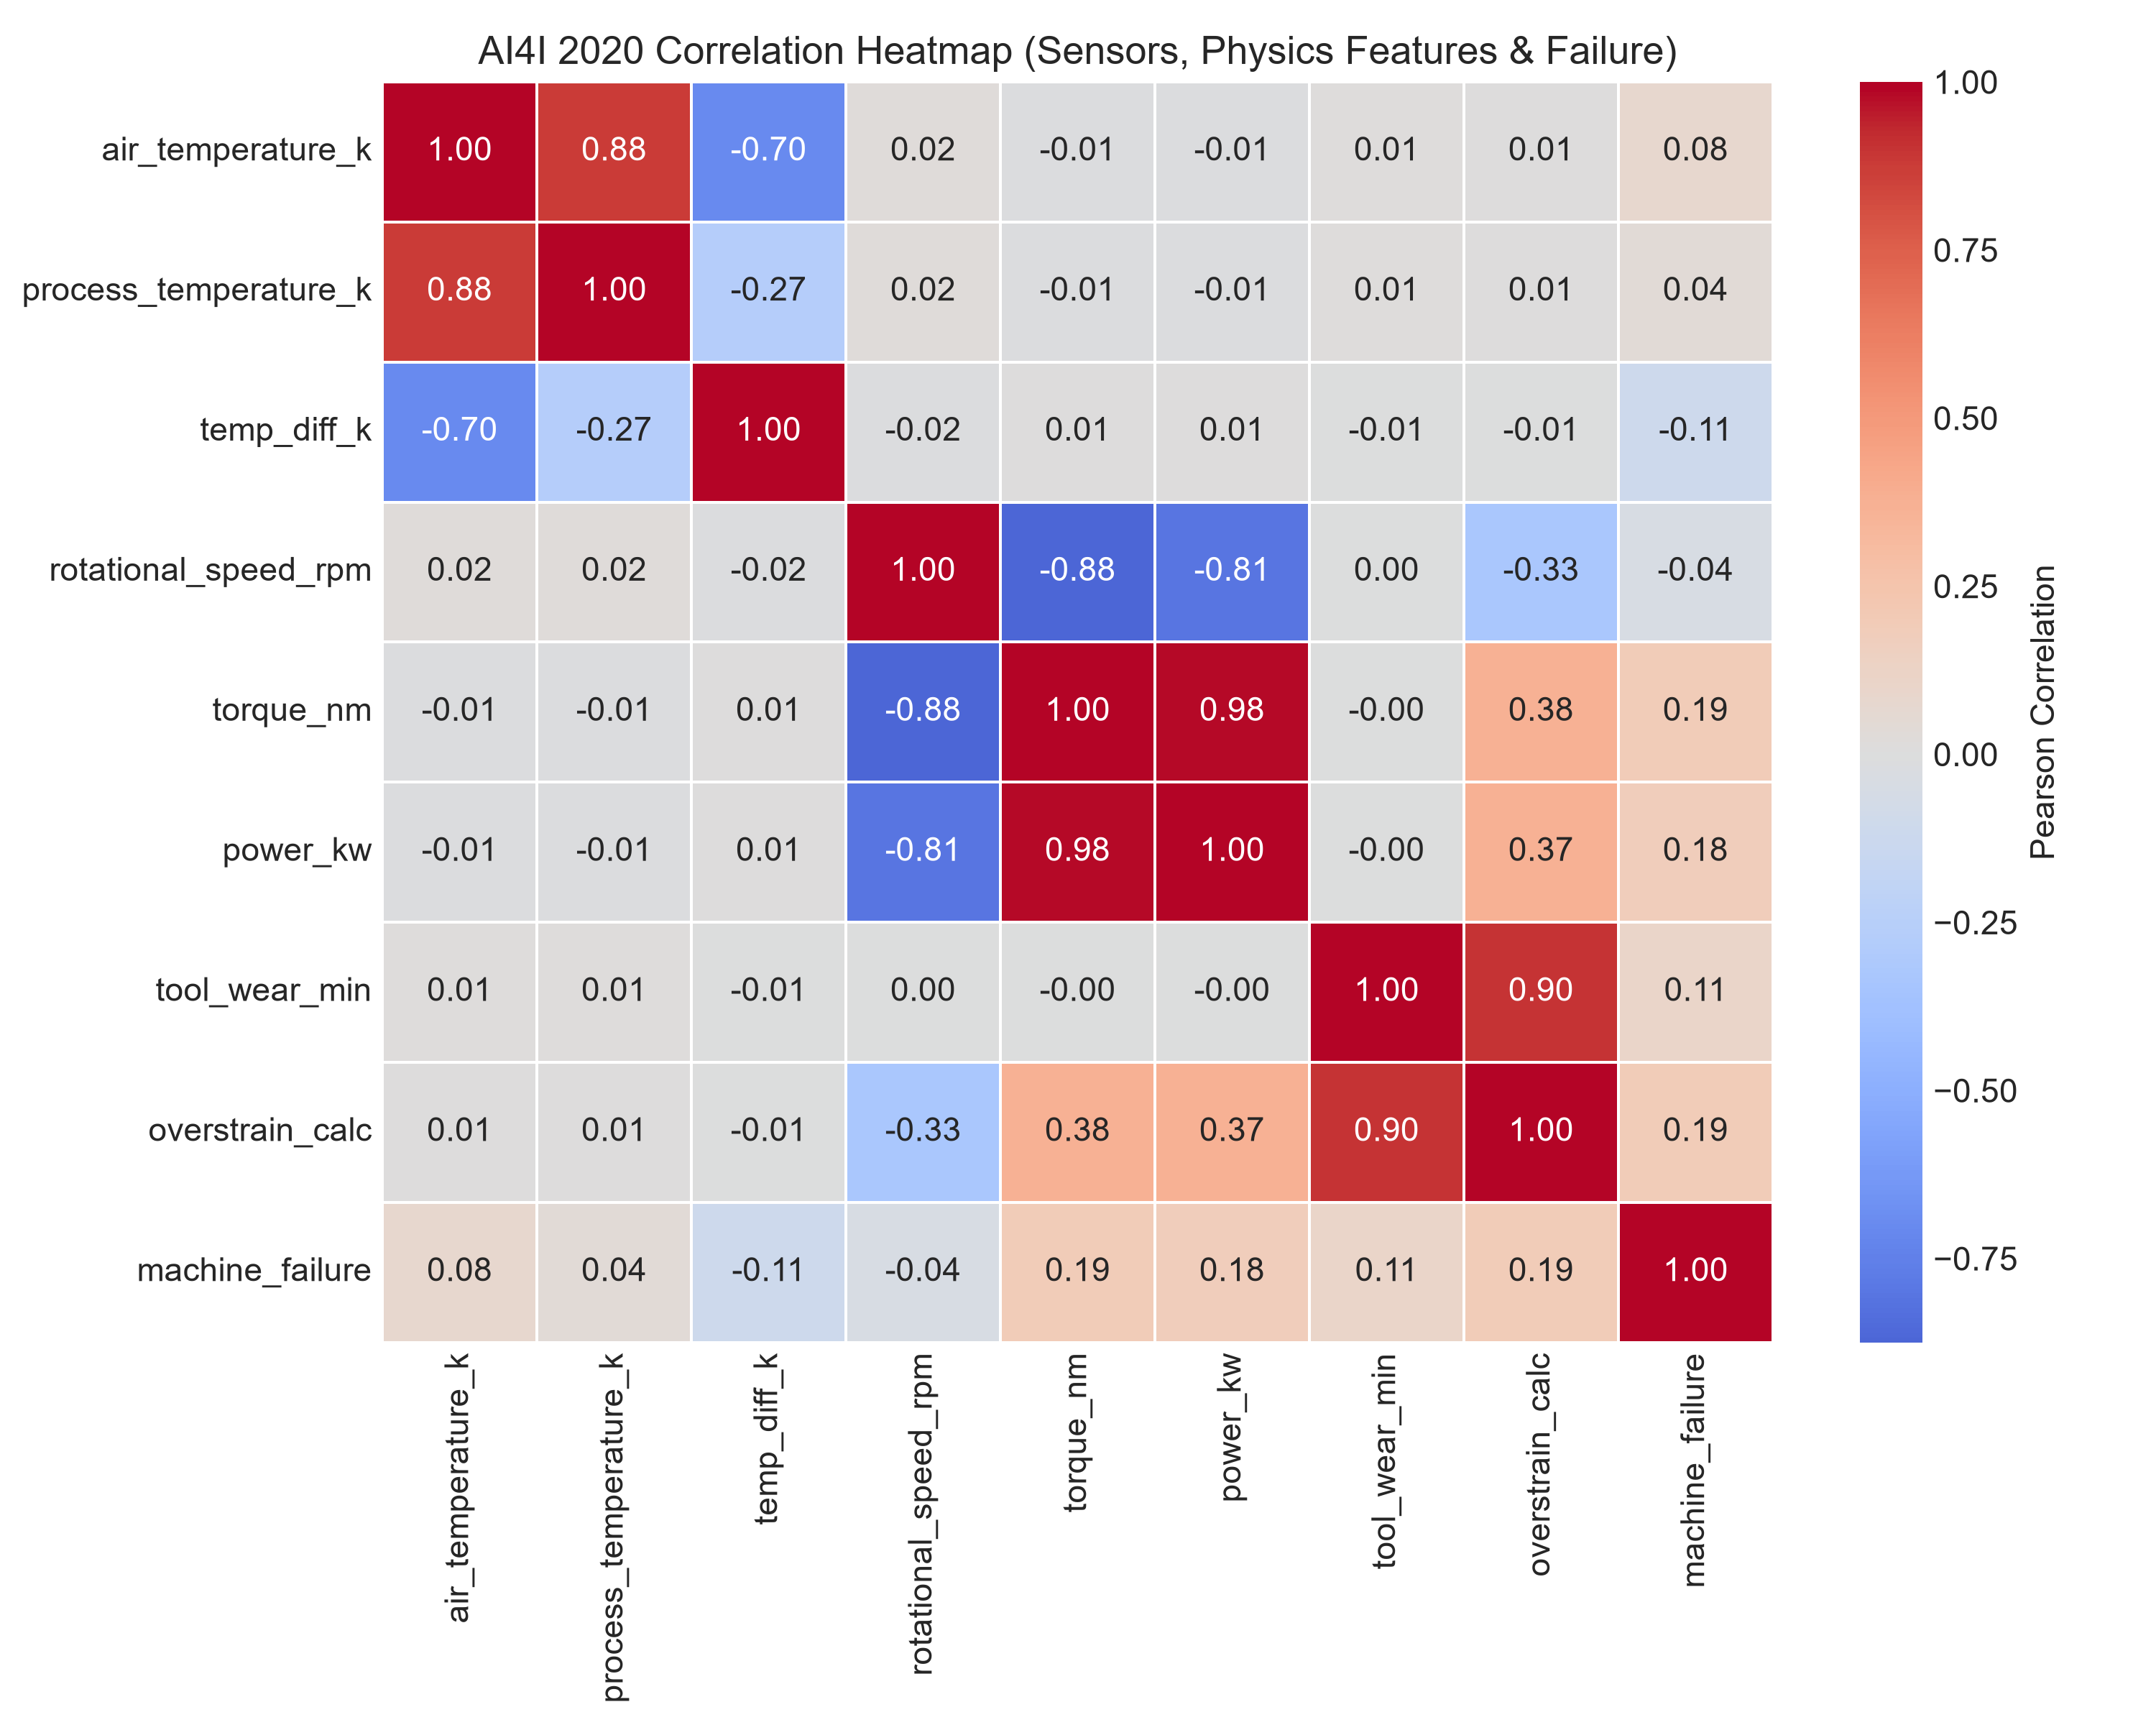 AI4I 2020 Correlation Heatmap (Sensors, Physics Features & Failure)
air_temperature_k 1.00 0.88 -0.70 0.02 -0.01 -0.01 0.01 0.01 0.08
process_temperature_k 0.88 1.00 -0.27 0.02 -0.01 -0.01 0.01 0.01 0.04
temp_diff_k -0.70 -0.27 1.00 -0.02 0.01 0.01 -0.01 -0.01 -0.11
rotational_speed_rpm 0.02 0.02 -0.02 1.00 -0.88 -0.81 0.00 -0.33 -0.04
torque_nm -0.01 -0.01 0.01 -0.88 1.00 0.98 -0.00 0.38 0.19
power_kw -0.01 -0.01 0.01 -0.81 0.98 1.00 -0.00 0.37 0.18
tool_wear_min 0.01 0.01 -0.01 0.00 -0.00 -0.00 1.00 0.90 0.11
overstrain_calc 0.01 0.01 -0.01 -0.33 0.38 0.37 0.90 1.00 0.19
machine_failure 0.08 0.04 -0.11 -0.04 0.19 0.18 0.11 0.19 1.00
air_temperature_k
process_temperature_k
temp_diff_k
rotational_speed_rpm
torque_nm
power_kw
tool_wear_min
overstrain_calc
machine_failure
1.00
0.75
0.50
0.25
0.00
−0.25
−0.50
−0.75
Pearson Correlation